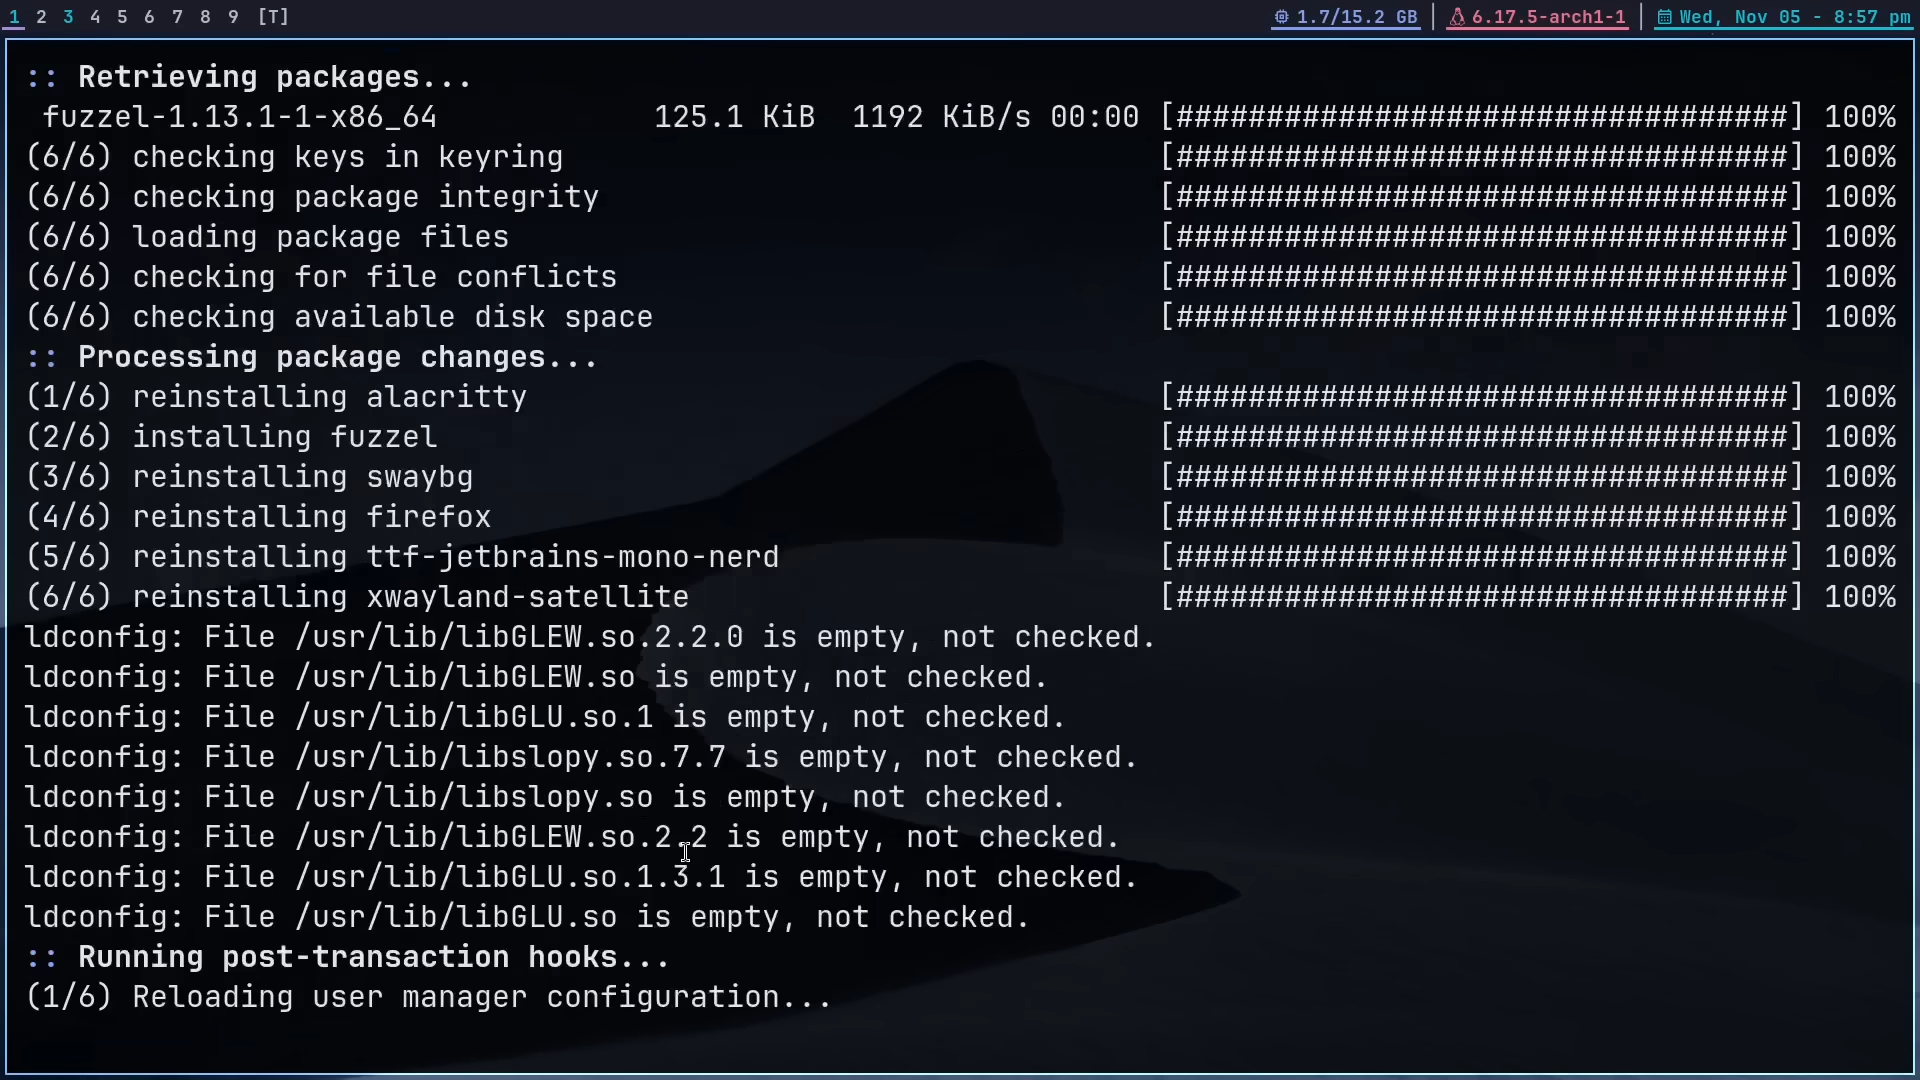 1 2 3 4 5 6 7 8 9 [T] 1.7/15.2 GB | 6.17.5-arch1-1 | Wed, Nov 05 - 8:57 pm
:: Retrieving packages...
fuzzel-1.13.1-1-x86_64 125.1 KiB 1192 KiB/s 00:00 [##################################] 100%
(6/6) checking keys in keyring [##################################] 100%
(6/6) checking package integrity [##################################] 100%
(6/6) loading package files [##################################] 100%
(6/6) checking for file conflicts [##################################] 100%
(6/6) checking available disk space [##################################] 100%
:: Processing package changes...
(1/6) reinstalling alacritty [##################################] 100%
(2/6) installing fuzzel [##################################] 100%
(3/6) reinstalling swaybg [##################################] 100%
(4/6) reinstalling firefox [##################################] 100%
(5/6) reinstalling ttf-jetbrains-mono-nerd [##################################] 100%
(6/6) reinstalling xwayland-satellite [##################################] 100%
ldconfig: File /usr/lib/libGLEW.so.2.2.0 is empty, not checked.
ldconfig: File /usr/lib/libGLEW.so is empty, not checked.
ldconfig: File /usr/lib/libGLU.so.1 is empty, not checked.
ldconfig: File /usr/lib/libslopy.so.7.7 is empty, not checked.
ldconfig: File /usr/lib/libslopy.so is empty, not checked.
ldconfig: File /usr/lib/libGLEW.so.2.2 is empty, not checked.
ldconfig: File /usr/lib/libGLU.so.1.3.1 is empty, not checked.
ldconfig: File /usr/lib/libGLU.so is empty, not checked.
:: Running post-transaction hooks...
(1/6) Reloading user manager configuration...